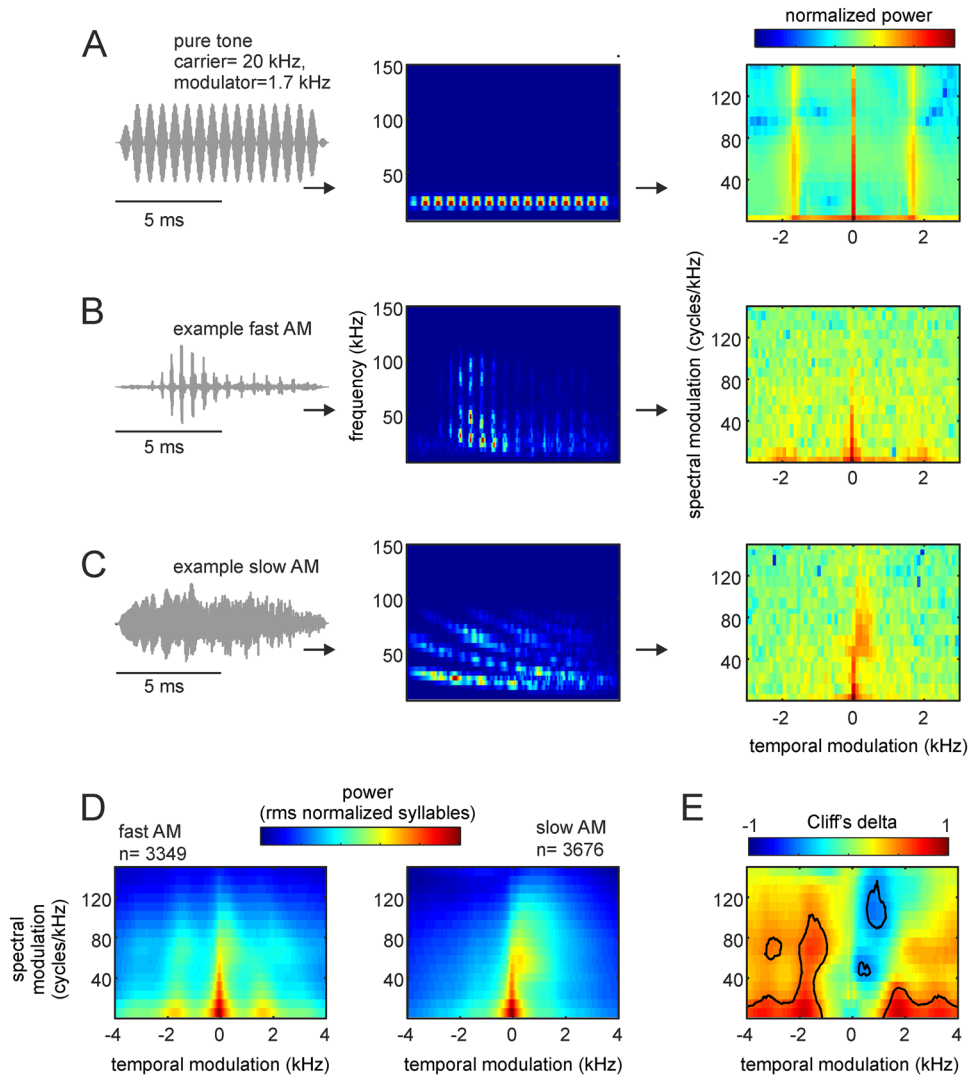 A
pure tone
carrier= 20 kHz,
modulator=1.7 kHz
5 ms
150
100
50
normalized power
120
80
40
-2 0 2
B
example fast AM
5 ms
frequency (kHz)
150
100
50
spectral modulation (cycles/kHz)
120
80
40
-2 0 2
C
example slow AM
5 ms
150
100
50
120
80
40
-2 0 2
temporal modulation (kHz)
D
power
(rms normalized syllables)
fast AM
n= 3349
slow AM
n= 3676
spectral
modulation
(cycles/kHz)
120
80
40
-4 -2 0 2 4
temporal modulation (kHz)
120
80
40
-4 -2 0 2 4
temporal modulation (kHz)
E
-1 Cliff's delta 1
120
80
40
-4 -2 0 2 4
temporal modulation (kHz)